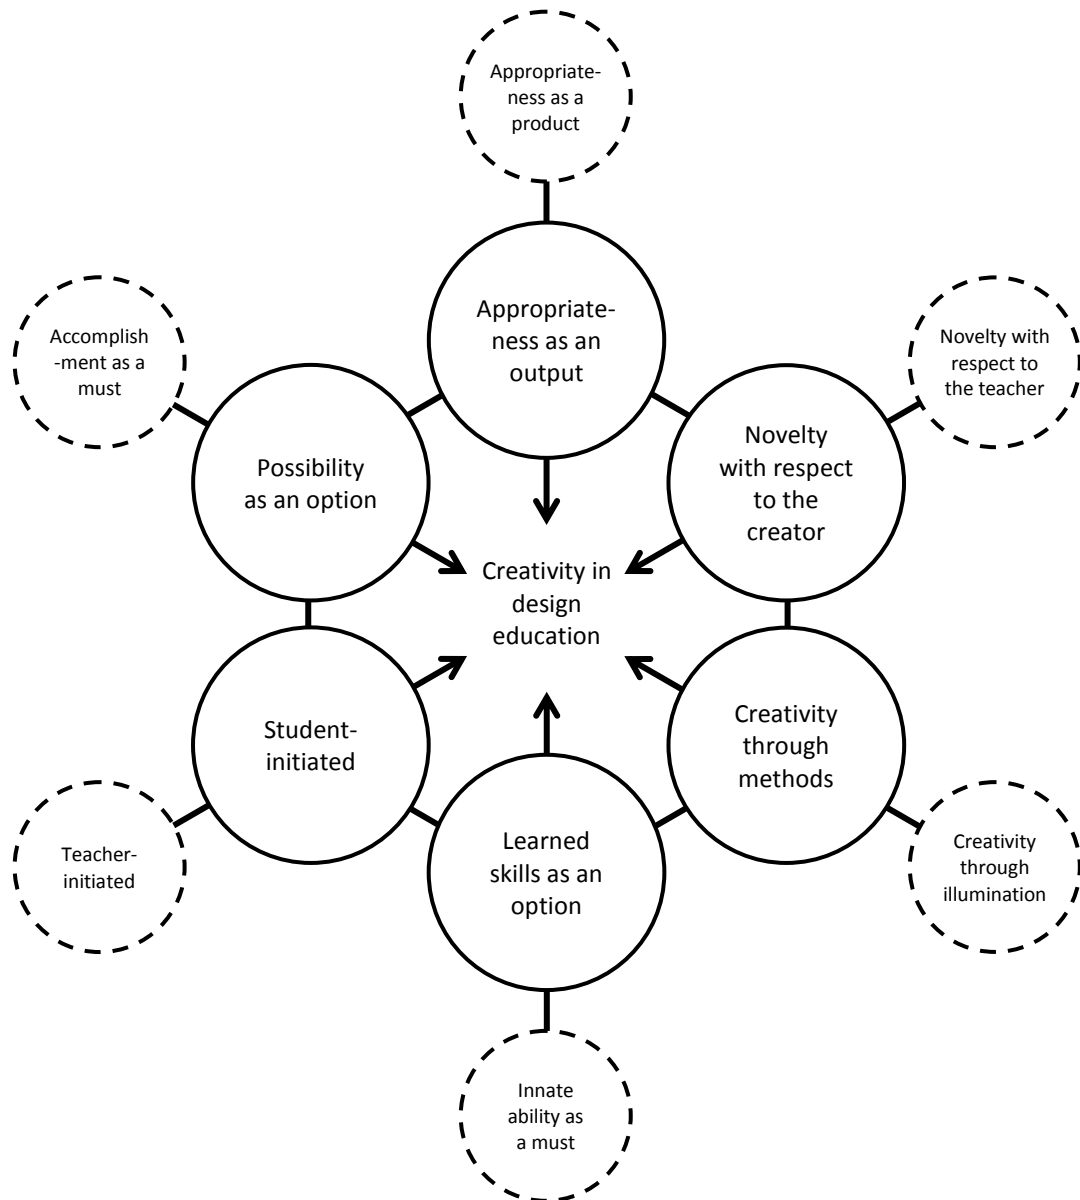 Appropriate-
ness as a
product
Appropriate-
ness as an
output
Accomplish
-ment as a
must
Novelty with
respect to
the teacher
Possibility
as an option
Novelty
with respect
to the
creator
Creativity in
design
education
Student-
initiated
Creativity
through
methods
Teacher-
initiated
Learned
skills as an
option
Creativity
through
illumination
Innate
ability as
a must